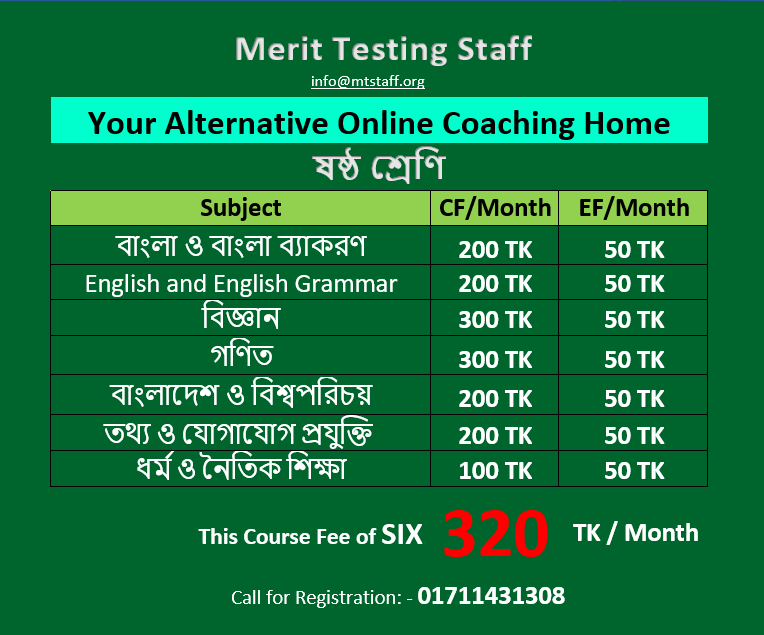 Merit Testing Staff
info@mtstaff.org
Your Alternative Online Coaching Home
ষষ্ঠ শ্রেণি
Subject CF/Month EF/Month
বাংলা ও বাংলা ব্যাকরণ 200 TK 50 TK
English and English Grammar 200 TK 50 TK
বিজ্ঞান 300 TK 50 TK
গণিত 300 TK 50 TK
বাংলাদেশ ও বিশ্বপরিচয় 200 TK 50 TK
তথ্য ও যোগাযোগ প্রযুক্তি 200 TK 50 TK
ধর্ম ও নৈতিক শিক্ষা 100 TK 50 TK
This Course Fee of SIX 320 TK / Month
Call for Registration: - 01711431308